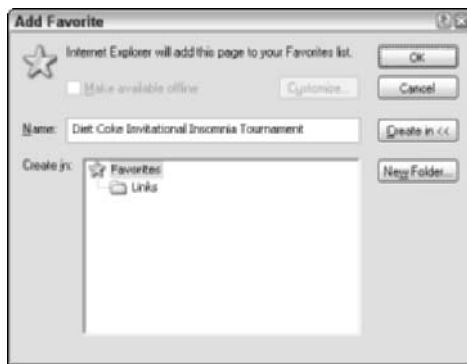 Add Favorite
Internet Explorer will add this page to your Favorites list.
OK
Make available offline
Customize...
Cancel
Name:
Diet Coke Invitational Insomnia Tournament
Create in <<
Create in:
Favorites
Links
New Folder...